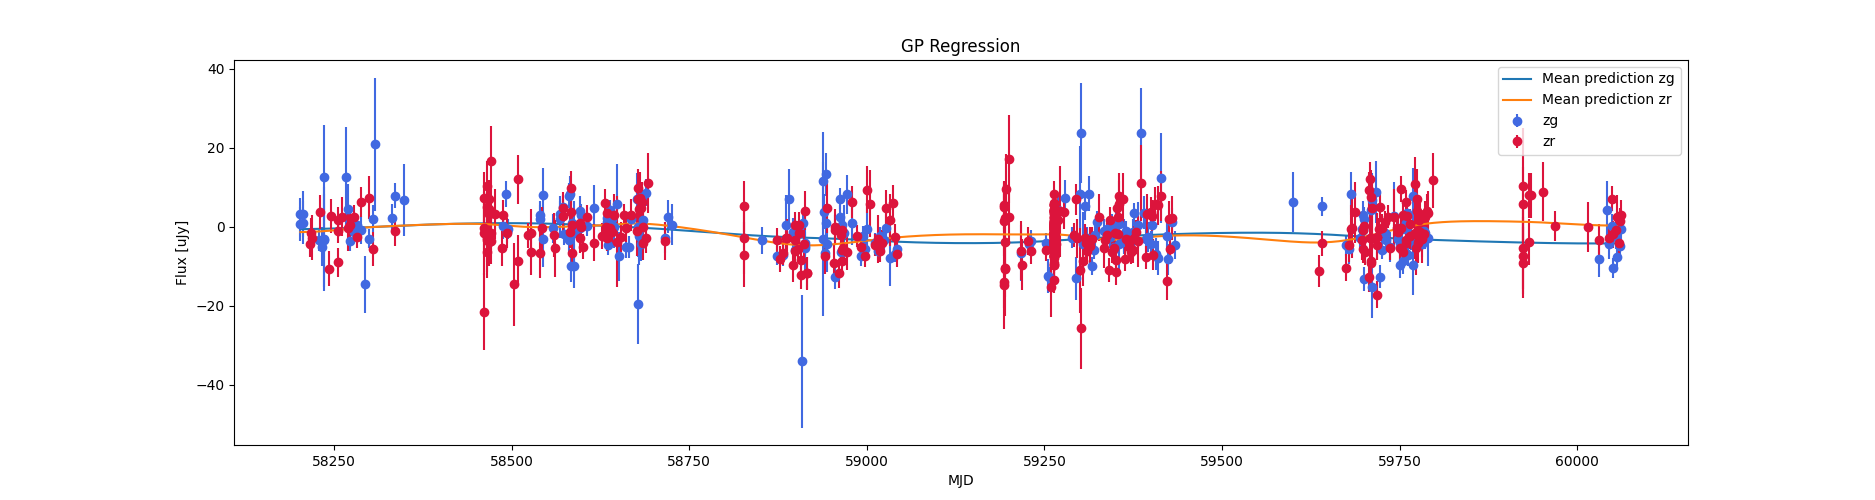 GP Regression
Flux [uJy]
40
20
0
−20
−40
Mean prediction zg
Mean prediction zr
zg
zr
58250
58500
58750
59000
59250
59500
59750
60000
MJD